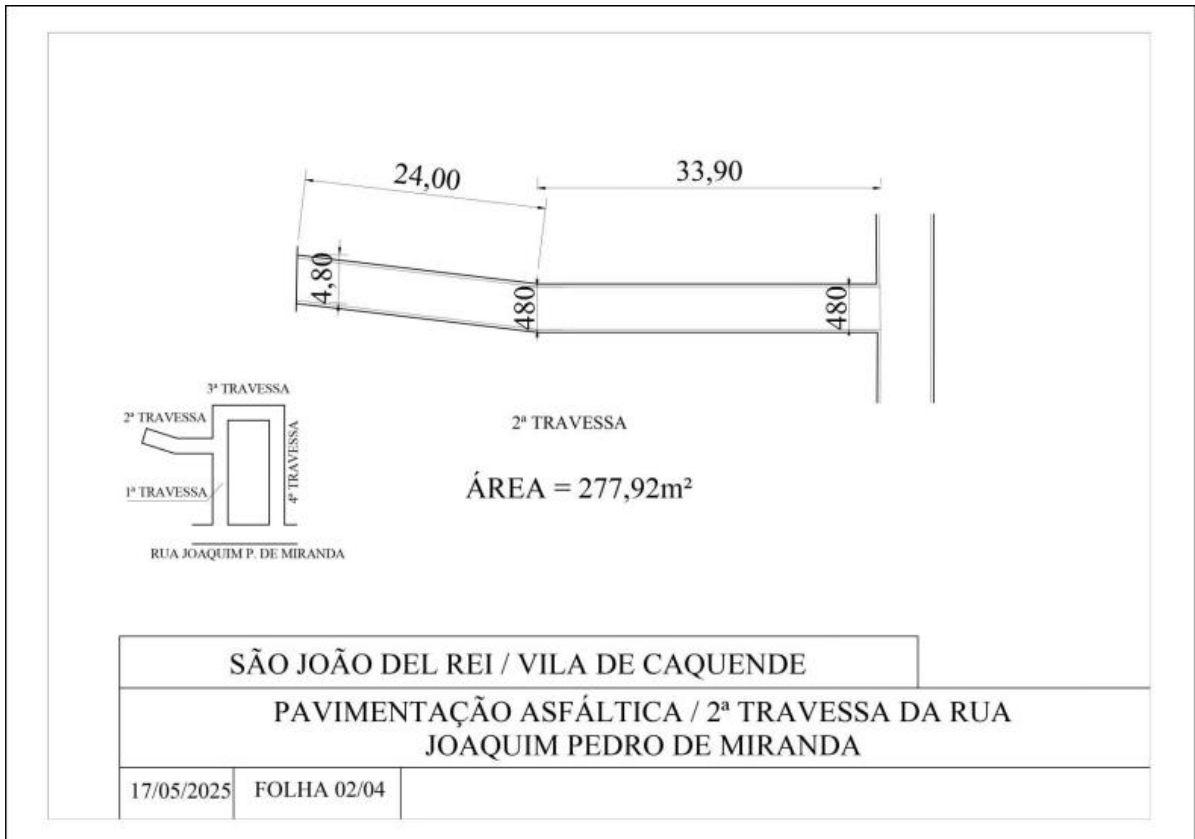 24,00
33,90
4,80
480
480
3ª TRAVESSA
2ª TRAVESSA
2ª TRAVESSA
4ª TRAVESSA
1ª TRAVESSA
ÁREA = 277,92m²
RUA JOAQUIM P. DE MIRANDA
SÃO JOÃO DEL REI / VILA DE CAQUENDE
PAVIMENTAÇÃO ASFÁLTICA / 2ª TRAVESSA DA RUA
JOAQUIM PEDRO DE MIRANDA
17/05/2025
FOLHA 02/04